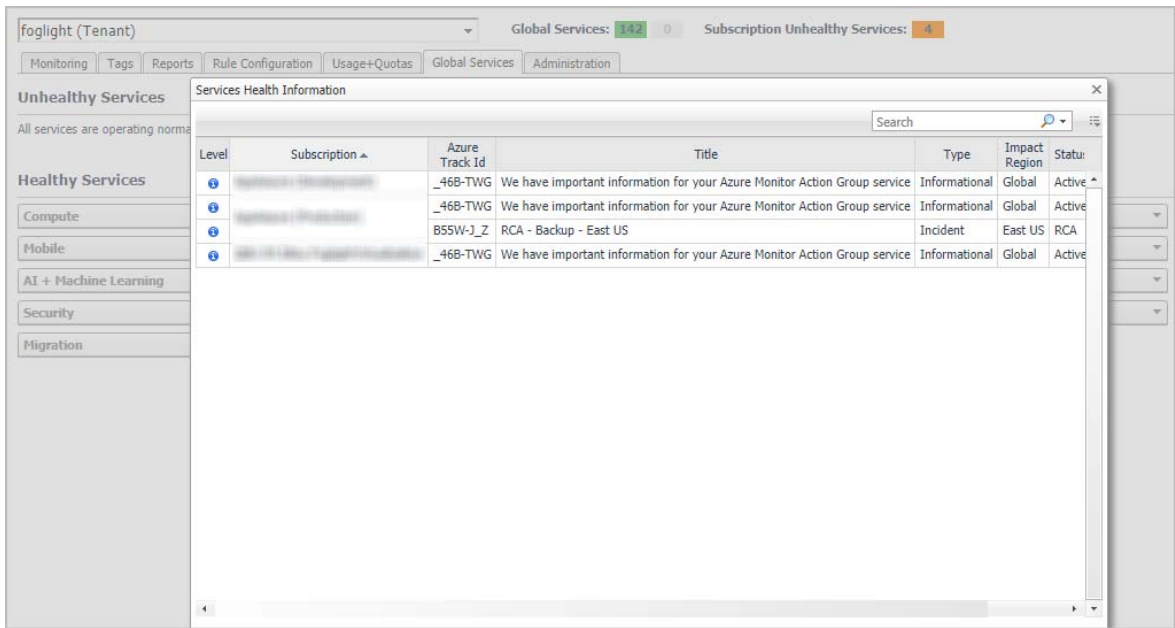 foglight (Tenant) Global Services: 142 0 Subscription Unhealthy Services: 4
Monitoring Tags Reports Rule Configuration Usage+Quotas Global Services Administration
Unhealthy Services
All services are operating norma
Healthy Services
Compute
Mobile
AI + Machine Learning
Security
Migration
Services Health Information
Search
Level Subscription Azure Track Id Title Type Impact Region Status
_46B-TWG We have important information for your Azure Monitor Action Group service Informational Global Active
_46B-TWG We have important information for your Azure Monitor Action Group service Informational Global Active
B55W-J_Z RCA - Backup - East US Incident East US RCA
_46B-TWG We have important information for your Azure Monitor Action Group service Informational Global Active